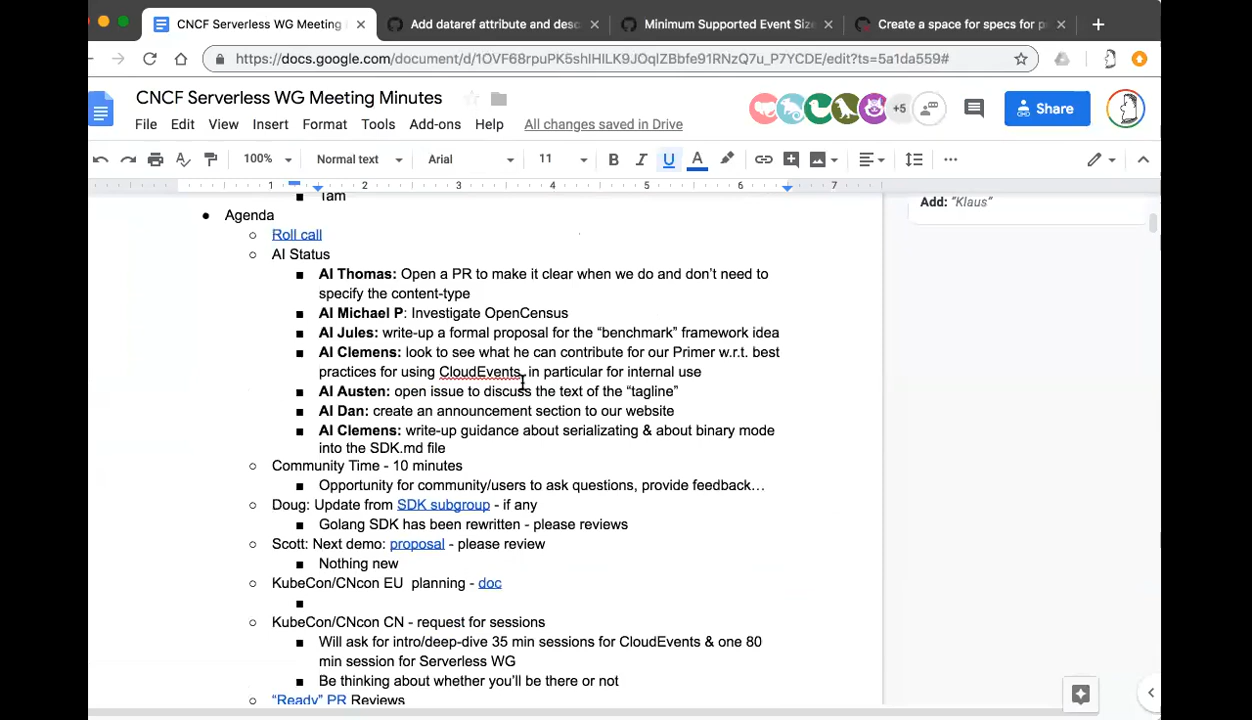 CNCF Serverless WG Meeting
Add dataref attribute and desc
Minimum Supported Event Size
Create a space for specs for p
https://docs.google.com/document/d/1OVF68rpuPK5shlHlLK9JOqlZBbfe91RNzQ7u_P7YCDE/edit?ts=5a1da559#
CNCF Serverless WG Meeting Minutes
File Edit View Insert Format Tools Add-ons Help All changes saved in Drive
+5
Share
100% Normal text Arial 11 B I U A
1 2 3 4 5 6 7
Tam
Add: "Klaus"
● Agenda
○ Roll call
○ AI Status
■ AI Thomas: Open a PR to make it clear when we do and don't need to
specify the content-type
■ AI Michael P: Investigate OpenCensus
■ AI Jules: write-up a formal proposal for the "benchmark" framework idea
■ AI Clemens: look to see what he can contribute for our Primer w.r.t. best
practices for using CloudEvents, in particular for internal use
■ AI Austen: open issue to discuss the text of the "tagline"
■ AI Dan: create an announcement section to our website
■ AI Clemens: write-up guidance about serializating & about binary mode
into the SDK.md file
○ Community Time - 10 minutes
■ Opportunity for community/users to ask questions, provide feedback…
○ Doug: Update from SDK subgroup - if any
■ Golang SDK has been rewritten - please reviews
○ Scott: Next demo: proposal - please review
■ Nothing new
○ KubeCon/CNcon EU planning - doc
■
○ KubeCon/CNcon CN - request for sessions
■ Will ask for intro/deep-dive 35 min sessions for CloudEvents & one 80
min session for Serverless WG
■ Be thinking about whether you'll be there or not
○ "Ready" PR Reviews